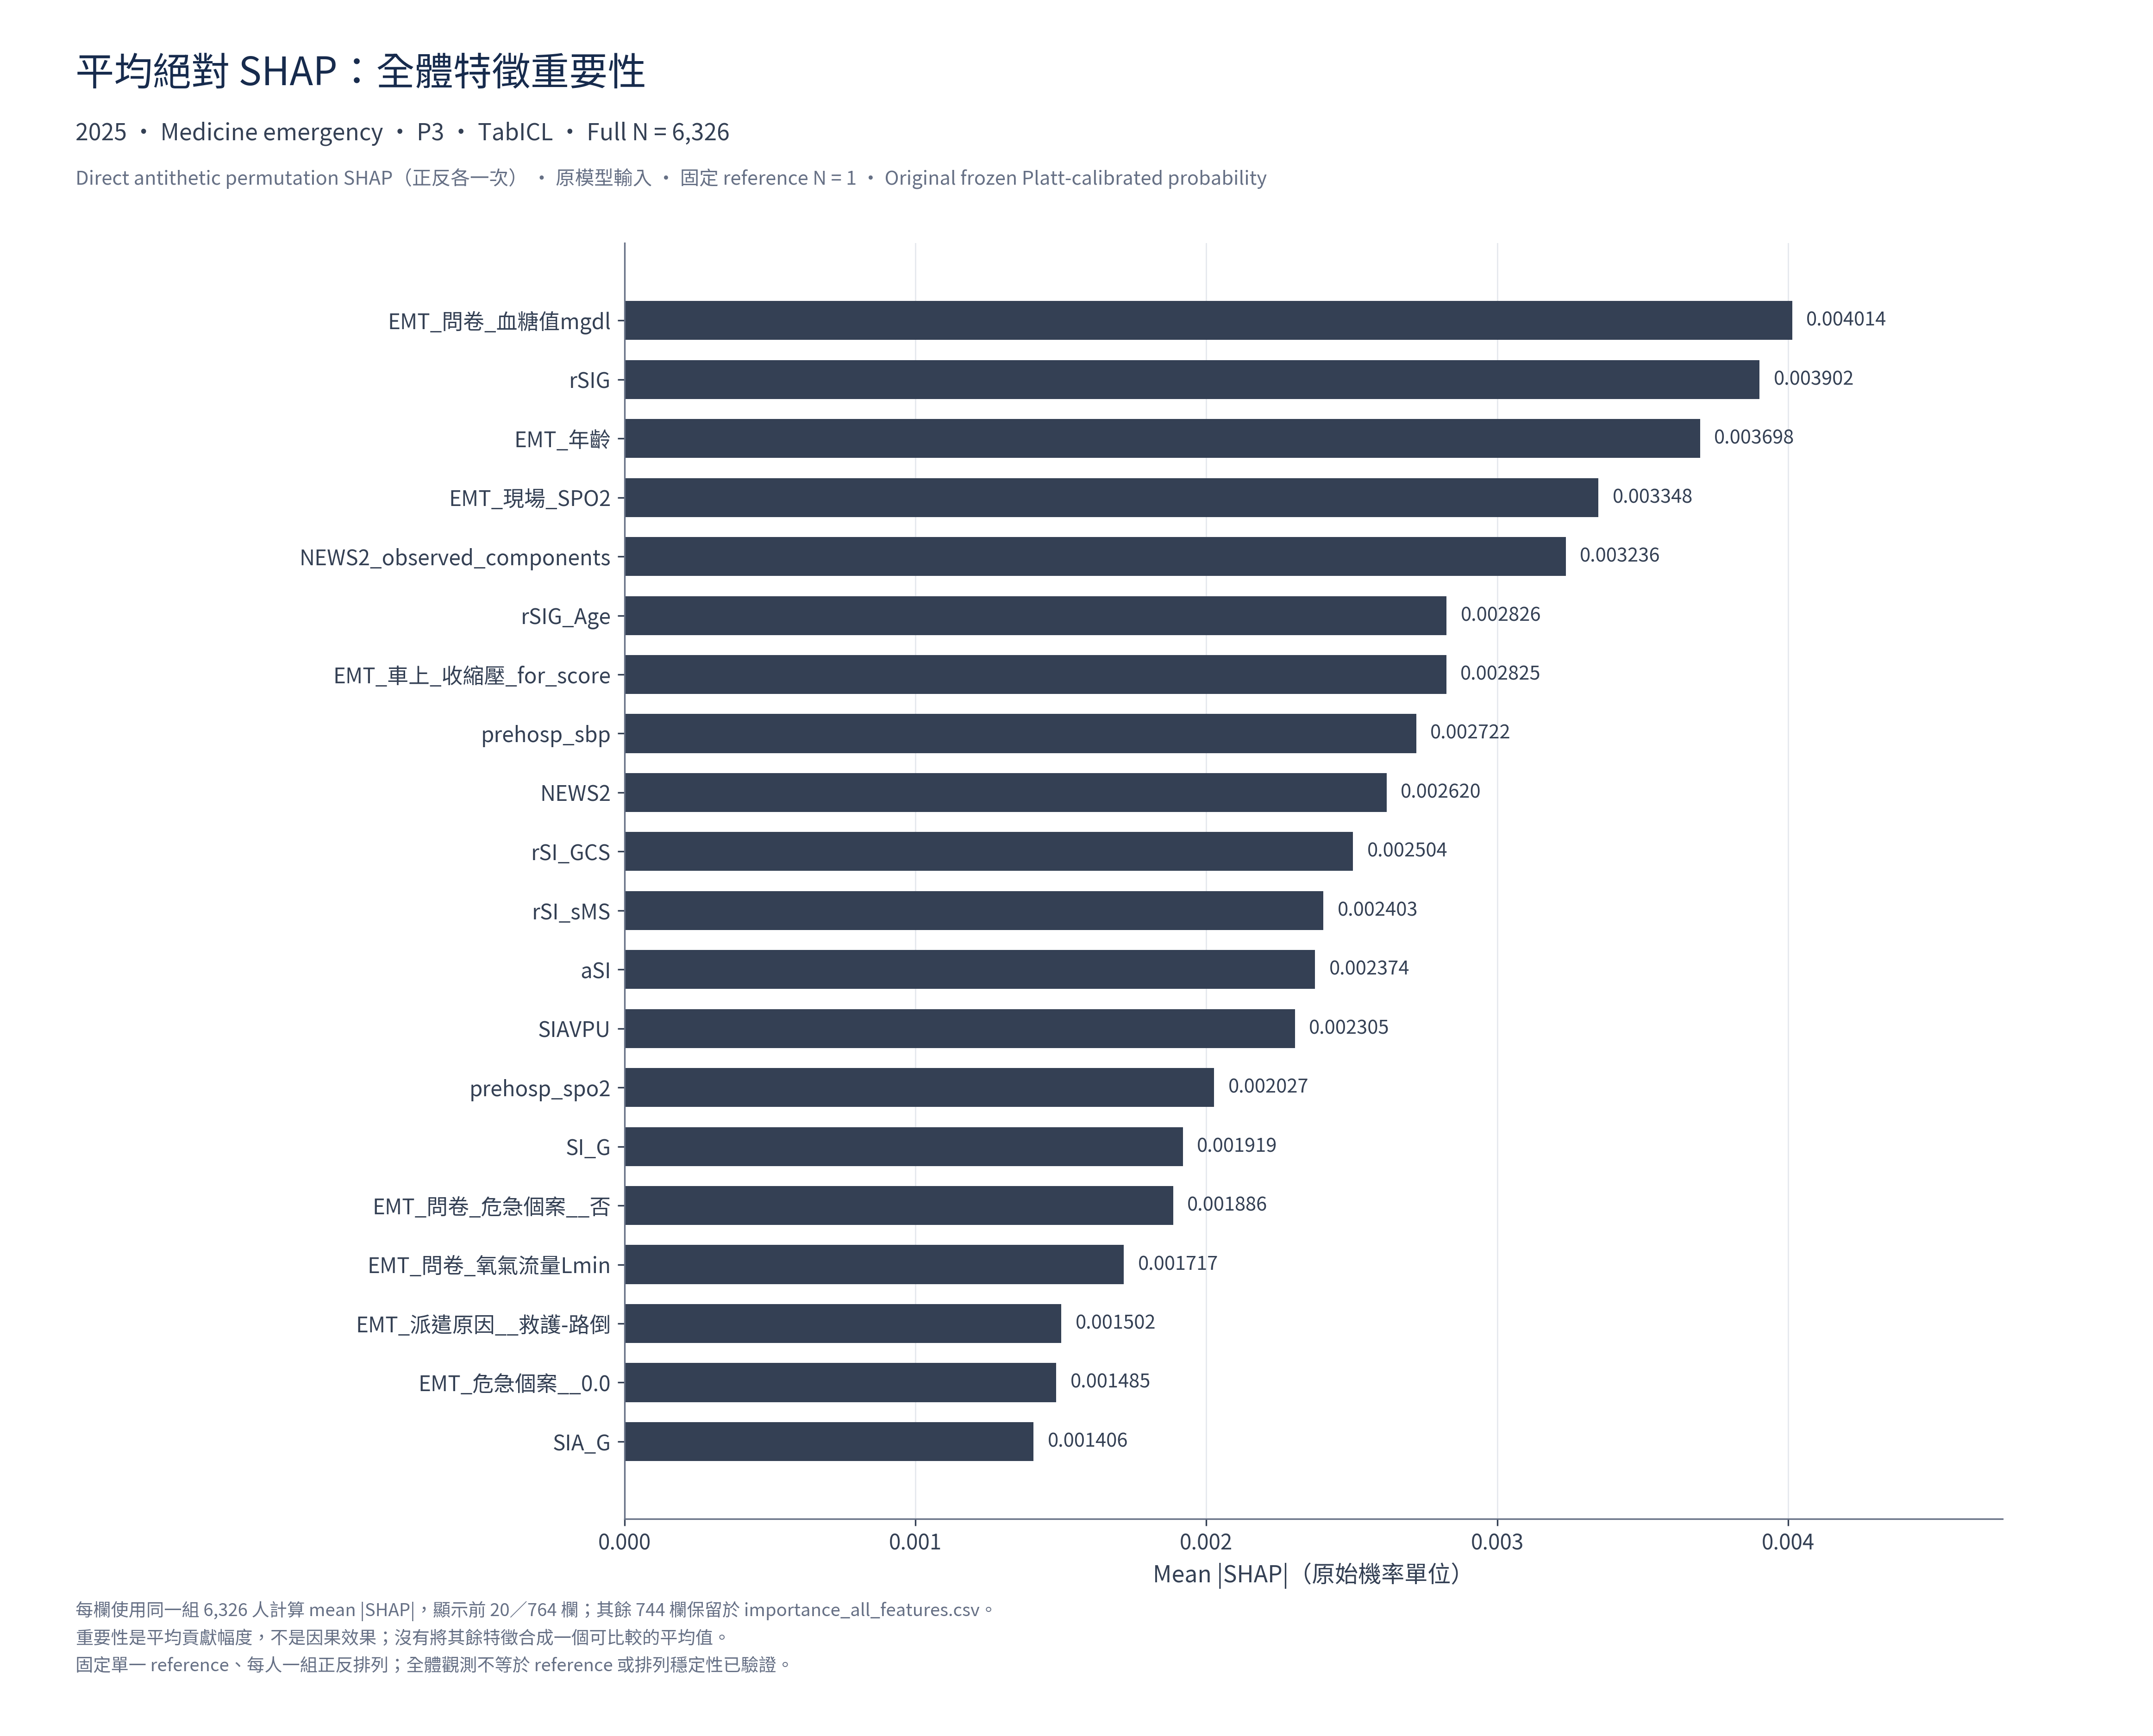 平均絕對 SHAP：全體特徵重要性
2025 • Medicine emergency • P3 • TabICL • Full N = 6,326
Direct antithetic permutation SHAP（正反各一次） • 原模型輸入 • 固定 reference N = 1 • Original frozen Platt-calibrated probability
EMT_問卷_血糖值mgdl 0.004014
rSIG 0.003902
EMT_年齡 0.003698
EMT_現場_SPO2 0.003348
NEWS2_observed_components 0.003236
rSIG_Age 0.002826
EMT_車上_收縮壓_for_score 0.002825
prehosp_sbp 0.002722
NEWS2 0.002620
rSI_GCS 0.002504
rSI_sMS 0.002403
aSI 0.002374
SIAVPU 0.002305
prehosp_spo2 0.002027
SI_G 0.001919
EMT_問卷_危急個案__否 0.001886
EMT_問卷_氧氣流量Lmin 0.001717
EMT_派遣原因__救護-路倒 0.001502
EMT_危急個案__0.0 0.001485
SIA_G 0.001406
0.000 0.001 0.002 0.003 0.004
Mean |SHAP|（原始機率單位）
每欄使用同一組 6,326 人計算 mean |SHAP|，顯示前 20／764 欄；其餘 744 欄保留於 importance_all_features.csv。
重要性是平均貢獻幅度，不是因果效果；沒有將其餘特徵合成一個可比較的平均值。
固定單一 reference、每人一組正反排列；全體觀測不等於 reference 或排列穩定性已驗證。